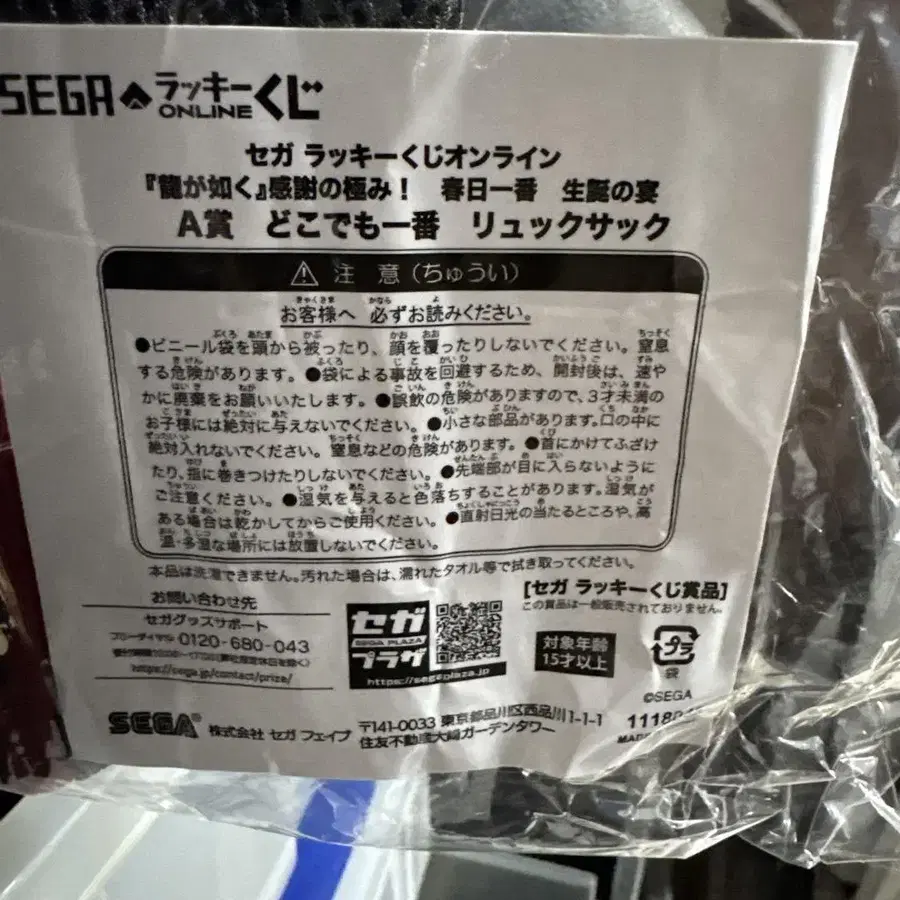 SEGA ラッキーくじ ONLINE
セガ ラッキーくじオンライン
『龍が如く』感謝の極み! 春日一番 生誕の宴
A賞 どこでも一番 リュックサック
⚠ 注 意(ちゅうい)
お客様へ 必ずお読みください。
●ビニール袋を頭から被ったり、顔を覆ったりしないでください。窒息
する危険があります。●袋による事故を回避するため、開封後は、速や
かに廃棄をお願いいたします。●誤飲の危険がありますので、3才未満の
お子様には絶対に与えないでください。●小さな部品があります。口の中に
絶対入れないでください。窒息などの危険があります。●首にかけてふざけ
たり、指に巻きつけたりしないでください。●先端部が目に入らないように
ご注意ください。●湿気を与えると色落ちすることがあります。湿気が
ある場合は乾かしてからご使用ください。●直射日光の当たるところや、高
温・多湿な場所には放置しないでください。
本品は洗濯できません。汚れた場合は、濡れたタオル等で拭き取ってください。
お問い合わせ先
セガグッズサポート
フリーダイヤル 0120-680-043
https://sega.jp/contact/prize/
セガ
SEGA PLAZA
プラザ
https://segaplaza.jp
[セガ ラッキーくじ賞品]
この賞品は一般販売されておりません。
対象年齢
15才以上
プラ
袋
©SEGA
SEGA 株式会社 セガ フェイブ 〒141-0033 東京都品川区西品川1-1-1
住友不動産大崎ガーデンタワー